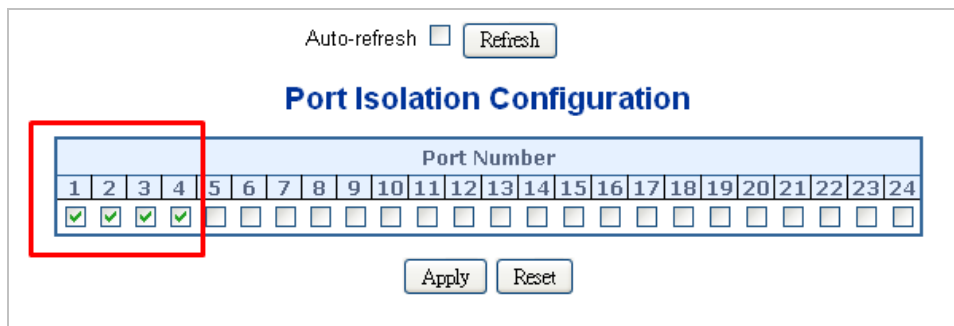 Auto-refresh Refresh
Port Isolation Configuration
Port Number
1 2 3 4 5 6 7 8 9 10 11 12 13 14 15 16 17 18 19 20 21 22 23 24
Apply Reset